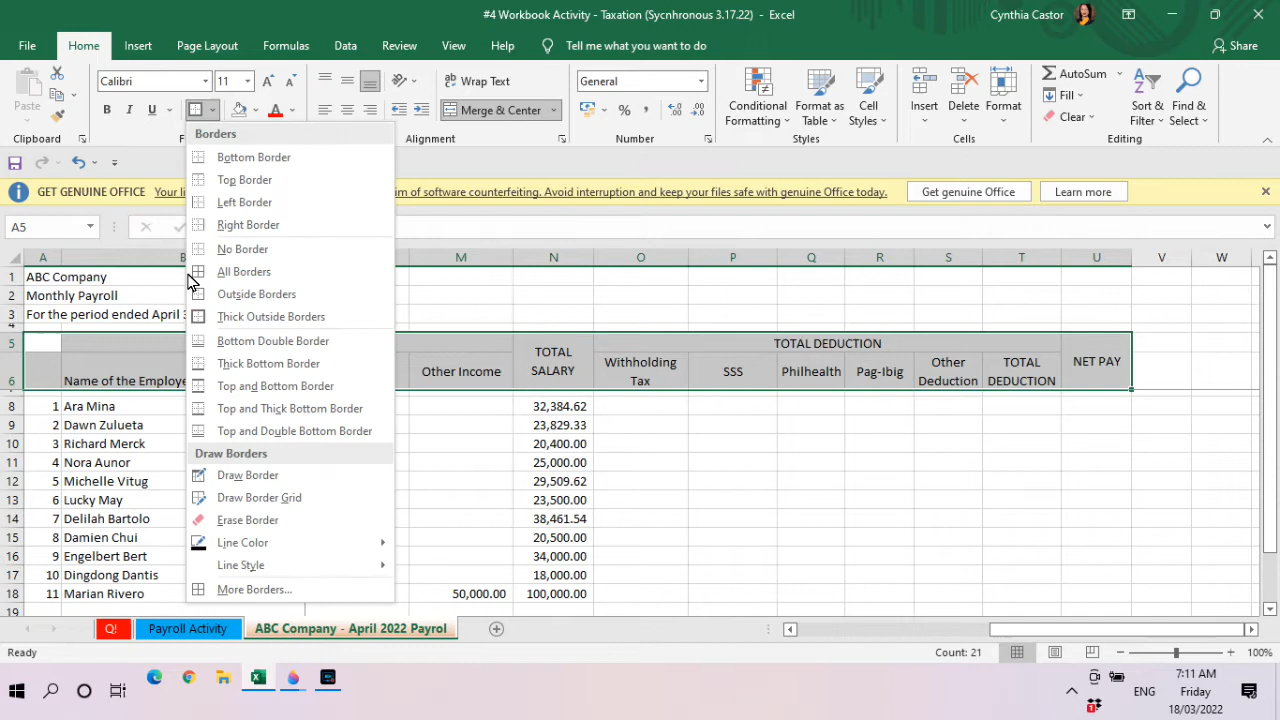 #4 Workbook Activity - Taxation (Sycnhronous 3.17.22) - Excel
Cynthia Castor
File Home Insert Page Layout Formulas Data Review View Help Tell me what you want to do Share
Calibri 11 Wrap Text General AutoSum
Paste Conditional Format as Cell Insert Delete Format Fill Sort & Find &
B I U Merge & Center % Formatting Table Styles Clear Filter Select
Clipboard Alignment Number Styles Cells Editing
GET GENUINE OFFICE Your li im of software counterfeiting. Avoid interruption and keep your files safe with genuine Office. Get genuine Office Learn more
A5
Borders
Bottom Border
Top Border
Left Border
Right Border
No Border
All Borders
Outside Borders
Thick Outside Borders
Bottom Double Border
Thick Bottom Border
Top and Bottom Border
Top and Thick Bottom Border
Top and Double Bottom Border
Draw Borders
Draw Border
Draw Border Grid
Erase Border
Line Color
Line Style
More Borders...
A B M N O P Q R S T U V W
1 ABC Company
2 Monthly Payroll
3 For the period ended April 3
4
5 TOTAL SALARY TOTAL DEDUCTION NET PAY
6 Name of the Employe Other Income Withholding Tax SSS Philhealth Pag-Ibig Other Deduction TOTAL DEDUCTION
8 1 Ara Mina 32,384.62
9 2 Dawn Zulueta 23,829.33
10 3 Richard Merck 20,400.00
11 4 Nora Aunor 25,000.00
12 5 Michelle Vitug 29,509.62
13 6 Lucky May 23,500.00
14 7 Delilah Bartolo 38,461.54
15 8 Damien Chui 20,500.00
16 9 Engelbert Bert 34,000.00
17 10 Dingdong Dantis 18,000.00
18 11 Marian Rivero 50,000.00 100,000.00
19
Q! Payroll Activity ABC Company - April 2022 Payrol
Ready Count: 21 100%
7:11 AM
ENG Friday
18/03/2022